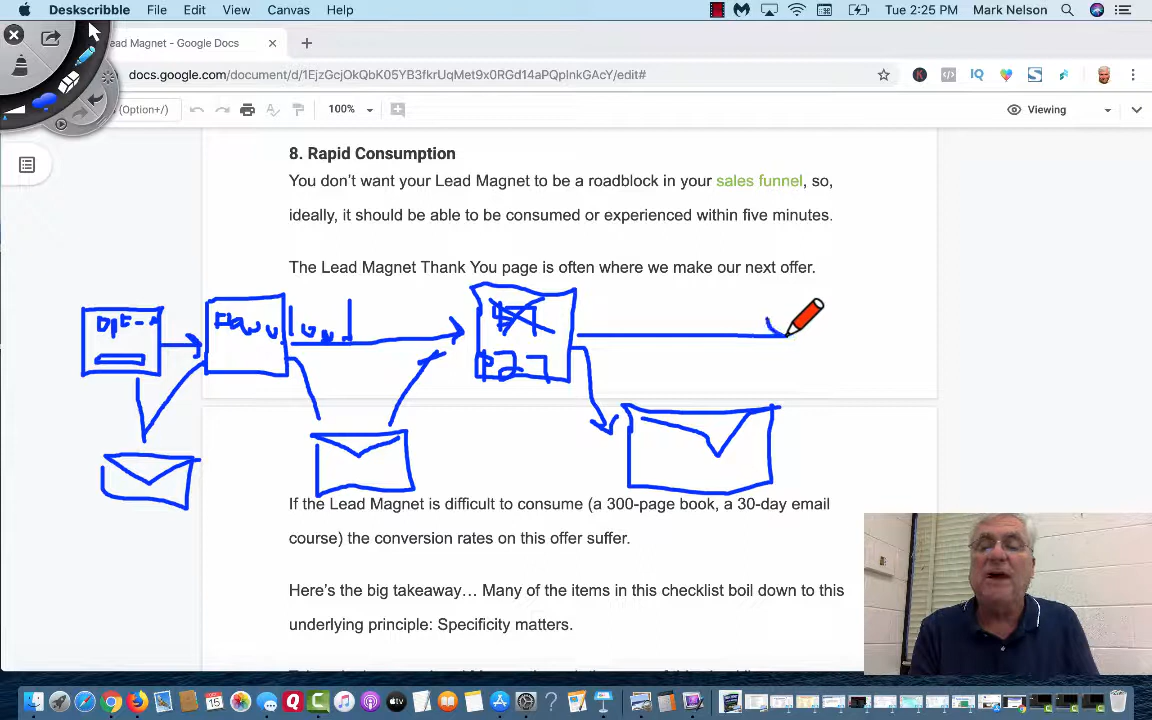 Deskscribble File Edit View Canvas Help Tue 2:25 PM Mark Nelson
ead Magnet - Google Docs
docs.google.com/document/d/1EjzGcjOkQbK05YB3fkrUqMet9x0RGd14aPQpInkGAcY/edit#
(Option+/) 100% Viewing
8. Rapid Consumption
You don’t want your Lead Magnet to be a roadblock in your sales funnel, so,
ideally, it should be able to be consumed or experienced within five minutes.
The Lead Magnet Thank You page is often where we make our next offer.
$27
If the Lead Magnet is difficult to consume (a 300-page book, a 30-day email
course) the conversion rates on this offer suffer.
Here’s the big takeaway… Many of the items in this checklist boil down to this
underlying principle: Specificity matters.